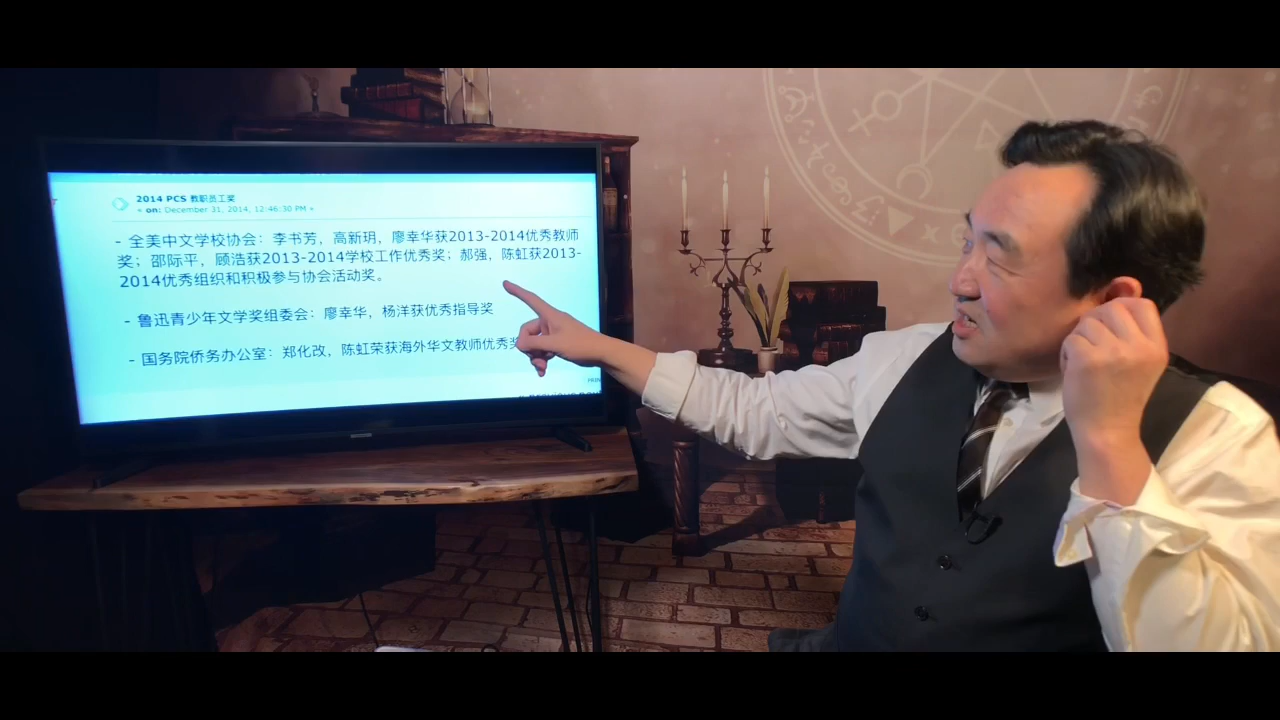 2014 PCS 教职员工奖
« on: December 31, 2014, 12:46:30 PM »
- 全美中文学校协会：李书芳，高新玥，廖幸华获2013-2014优秀教师
奖；邵际平，顾浩获2013-2014学校工作优秀奖；郝强，陈虹获2013-
2014优秀组织和积极参与协会活动奖。
- 鲁迅青少年文学奖组委会：廖幸华，杨洋获优秀指导奖
- 国务院侨务办公室：郑化改，陈虹荣获海外华文教师优秀奖